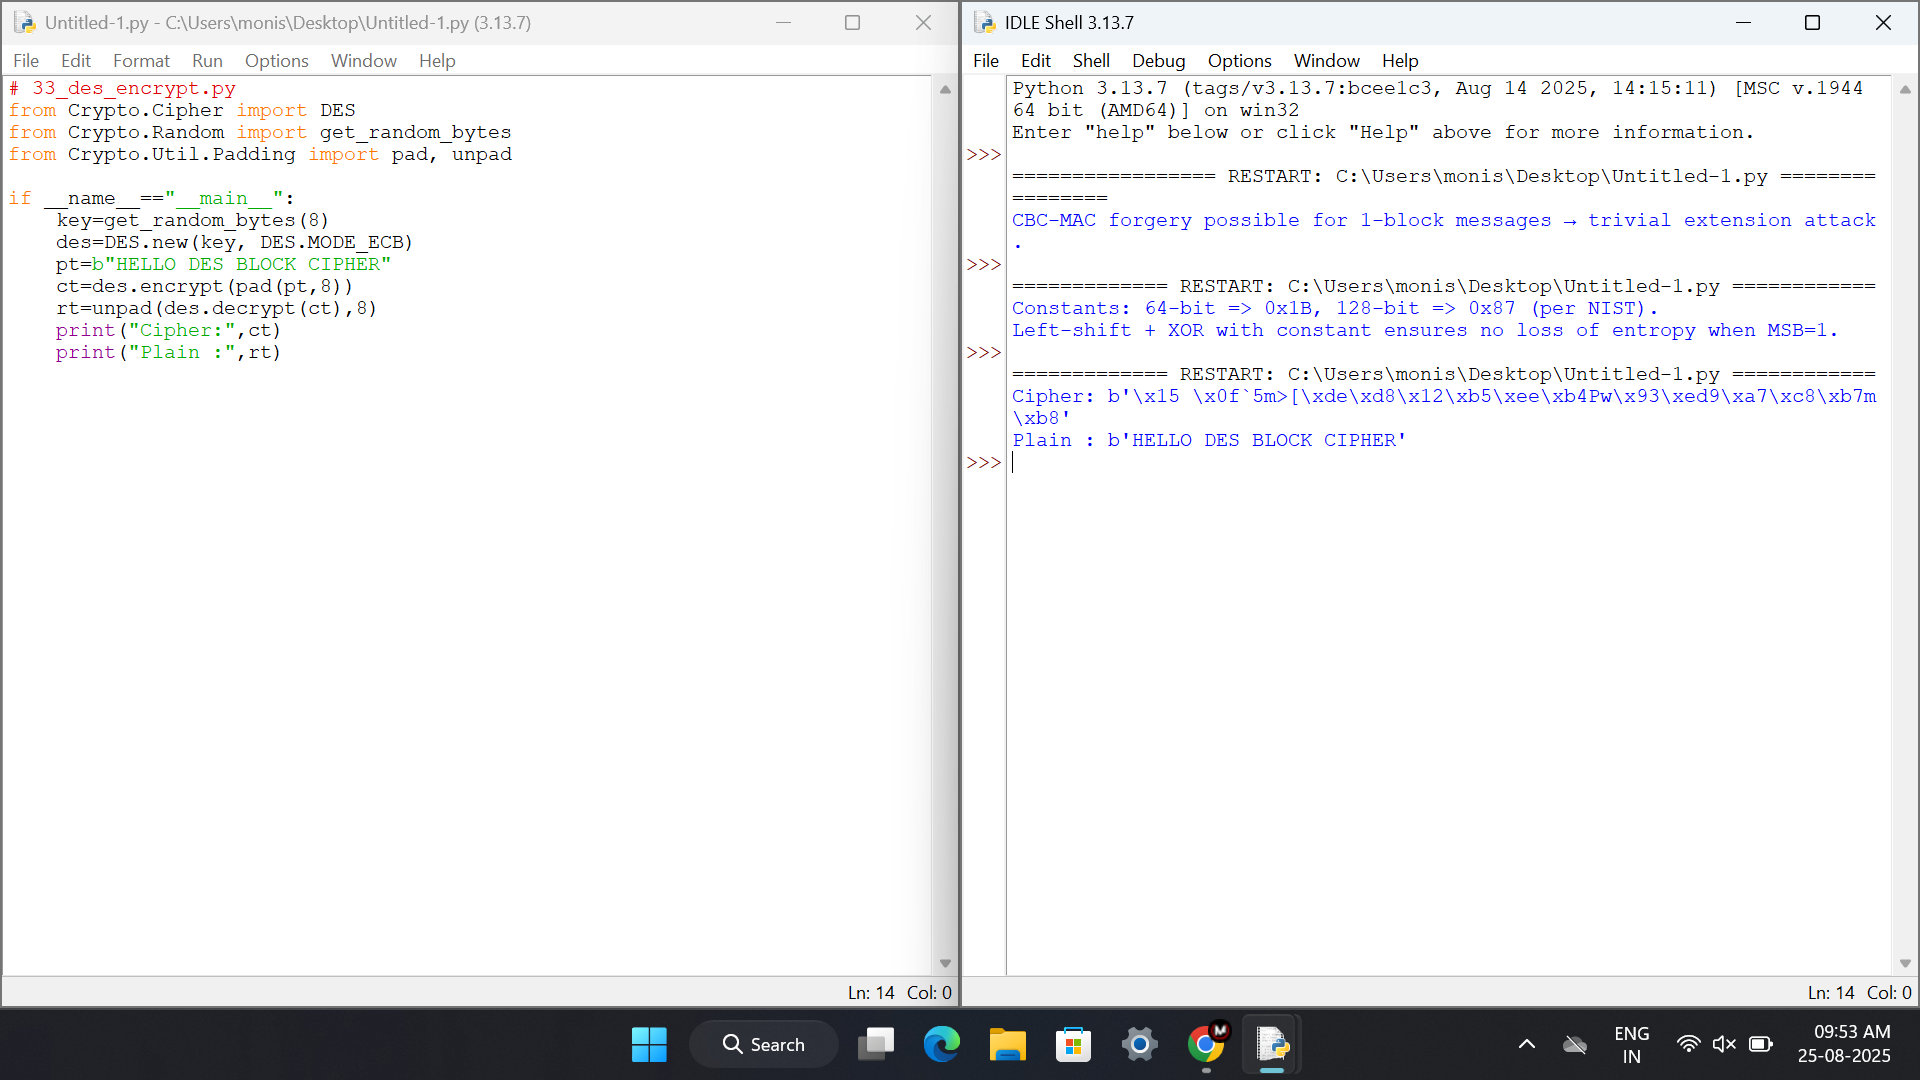 Untitled-1.py - C:\Users\monis\Desktop\Untitled-1.py (3.13.7)
File Edit Format Run Options Window Help
# 33_des_encrypt.py
from Crypto.Cipher import DES
from Crypto.Random import get_random_bytes
from Crypto.Util.Padding import pad, unpad
if __name__=="__main__":
    key=get_random_bytes(8)
    des=DES.new(key, DES.MODE_ECB)
    pt=b"HELLO DES BLOCK CIPHER"
    ct=des.encrypt(pad(pt,8))
    rt=unpad(des.decrypt(ct),8)
    print("Cipher:",ct)
    print("Plain :",rt)
Ln: 14 Col: 0
IDLE Shell 3.13.7
File Edit Shell Debug Options Window Help
Python 3.13.7 (tags/v3.13.7:bcee1c3, Aug 14 2025, 14:15:11) [MSC v.1944
64 bit (AMD64)] on win32
Enter "help" below or click "Help" above for more information.
>>>
================= RESTART: C:\Users\monis\Desktop\Untitled-1.py ========
========
CBC-MAC forgery possible for 1-block messages → trivial extension attack
.
>>>
============= RESTART: C:\Users\monis\Desktop\Untitled-1.py ============
Constants: 64-bit => 0x1B, 128-bit => 0x87 (per NIST).
Left-shift + XOR with constant ensures no loss of entropy when MSB=1.
>>>
============= RESTART: C:\Users\monis\Desktop\Untitled-1.py ============
Cipher: b'\x15 \x0f`5m>[\xde\xd8\x12\xb5\xee\xb4Pw\x93\xed9\xa7\xc8\xb7m
\xb8'
Plain : b'HELLO DES BLOCK CIPHER'
>>>
Ln: 14 Col: 0
Search
M
ENG
IN
09:53 AM
25-08-2025